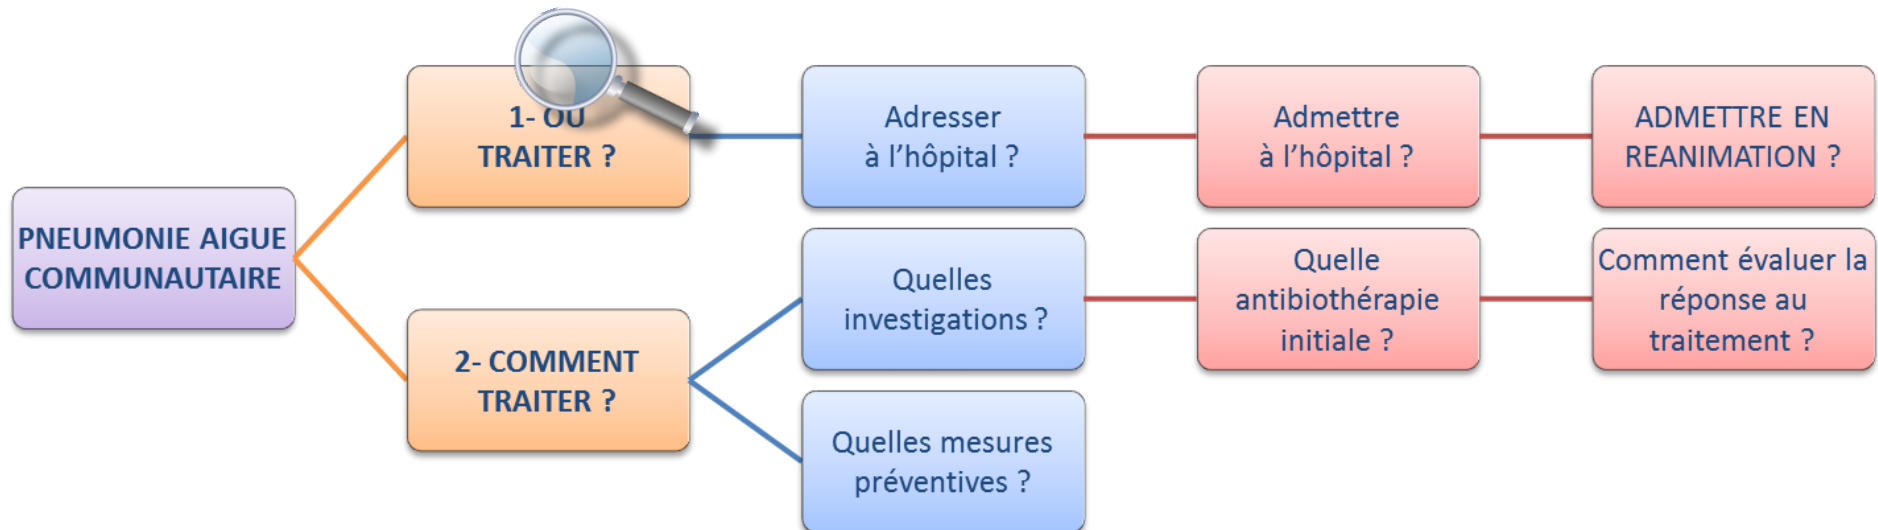 PNEUMONIE AIGUE
COMMUNAUTAIRE
1- OU
TRAITER ?
Adresser
à l’hôpital ?
Admettre
à l’hôpital ?
ADMETTRE EN
REANIMATION ?
2- COMMENT
TRAITER ?
Quelles
investigations ?
Quelle
antibiothérapie
initiale ?
Comment évaluer la
réponse au
traitement ?
Quelles mesures
préventives ?